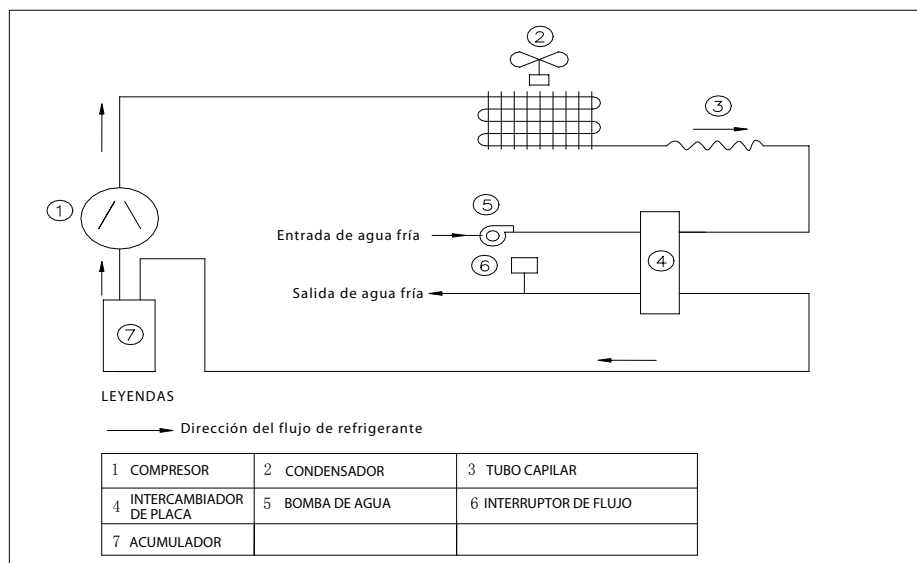 2
3
1
5
Entrada de agua fría
4
6
Salida de agua fría
7
LEYENDAS
Dirección del flujo de refrigerante
1 COMPRESOR 2 CONDENSADOR 3 TUBO CAPILAR
4 INTERCAMBIADOR DE PLACA 5 BOMBA DE AGUA 6 INTERRUPTOR DE FLUJO
7 ACUMULADOR